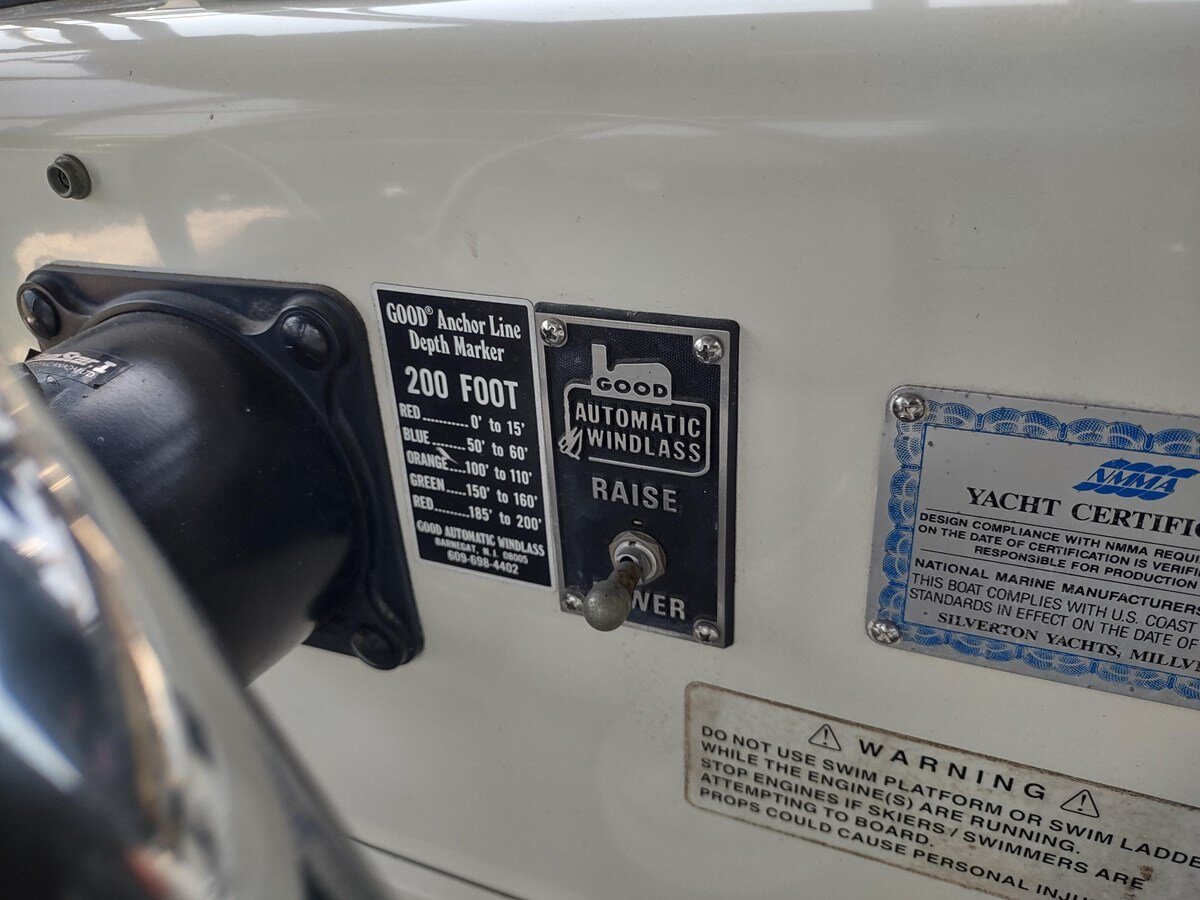 GOOD® Anchor Line
Depth Marker
200 FOOT
RED..........0' to 15'
BLUE.......50' to 60'
ORANGE....100' to 110'
GREEN.....150' to 160'
RED.........185' to 200'
GOOD AUTOMATIC WINDLASS
BARNEGAT, N.J. 08005
609-698-4402
GOOD
AUTOMATIC
WINDLASS
RAISE
WER
NMMA
YACHT CERTIFIC
DESIGN COMPLIANCE WITH NMMA REQUI
ON THE DATE OF CERTIFICATION IS VERIFI
RESPONSIBLE FOR PRODUCTION
NATIONAL MARINE MANUFACTURERS
THIS BOAT COMPLIES WITH U.S. COAST
STANDARDS IN EFFECT ON THE DATE OF
SILVERTON YACHTS, MILLV
WARNING
DO NOT USE SWIM PLATFORM OR SWIM LADDE
WHILE THE ENGINE(S) ARE RUNNING.
STOP ENGINES IF SKIERS / SWIMMERS ARE
ATTEMPTING TO BOARD.
PROPS COULD CAUSE PERSONAL INJU